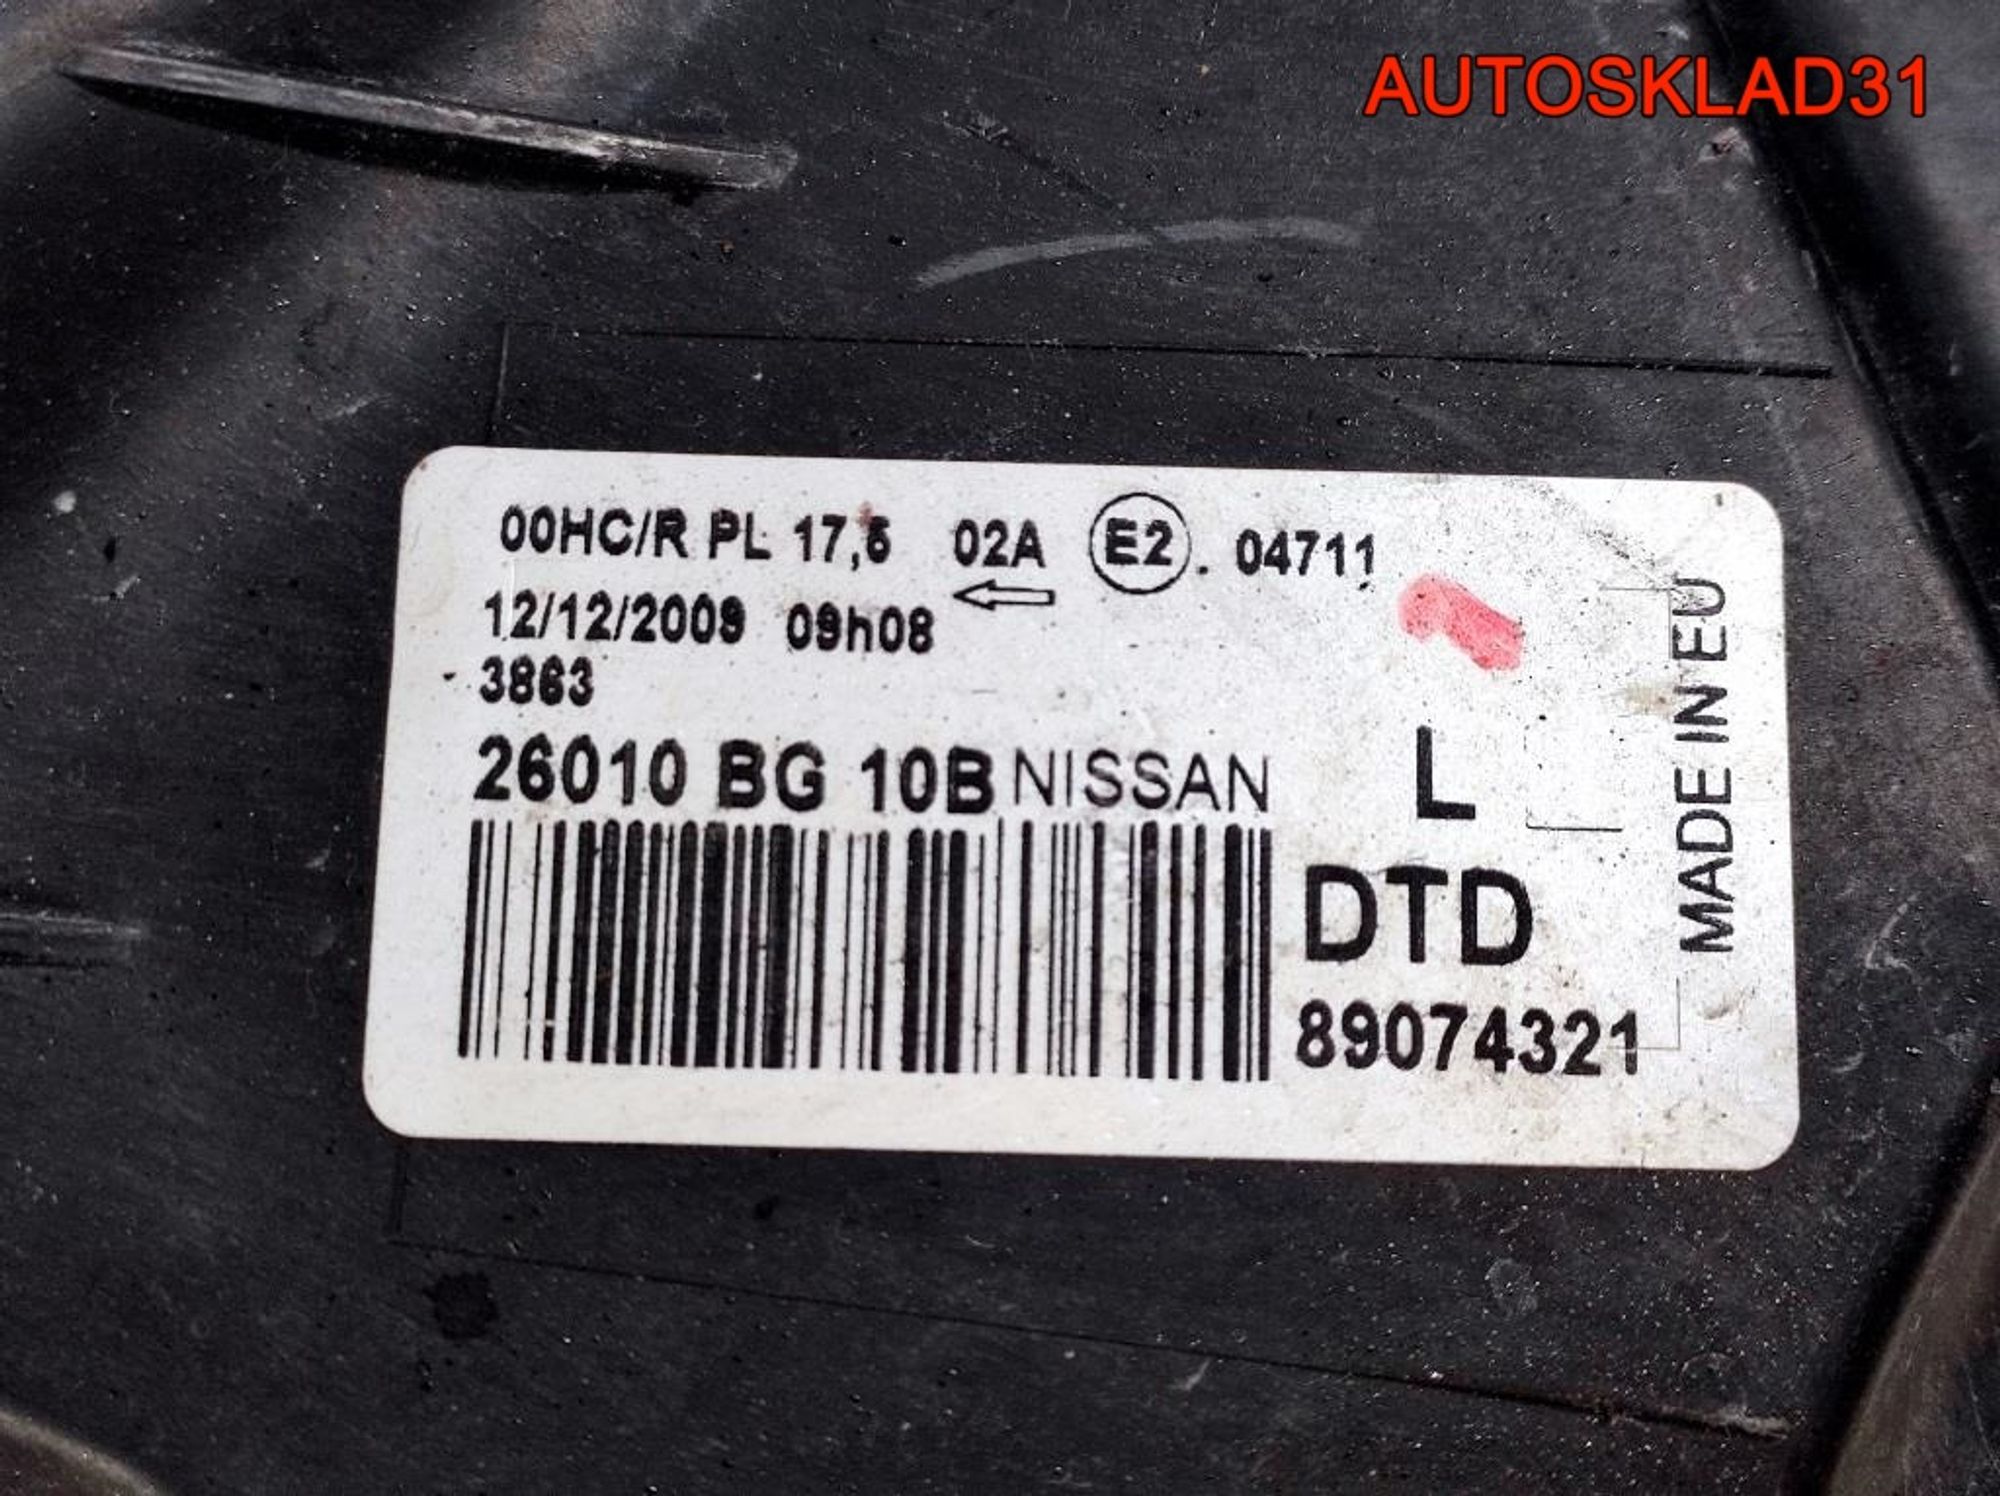 AUTOSKLAD31
00HC/R PL 17,5 02A E2 . 04711
12/12/2009 09h08
3863
26010 BG 10B NISSAN
L
DTD
89074321
MADE IN EU